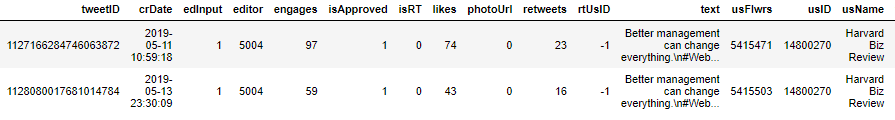 tweetID crDate edInput editor engages isApproved isRT likes photoUrl retweets rtUsID text usFlwrs usID usName
2019- Better management Harvard
1127166284746063872 05-11 1 5004 97 1 0 74 0 23 -1 can change 5415471 14800270 Biz
10:59:18 everything.\n#Web... Review
2019- Better management Harvard
1128080017681014784 05-13 1 5004 59 1 0 43 0 16 -1 can change 5415503 14800270 Biz
23:30:09 everything.\n#Web... Review